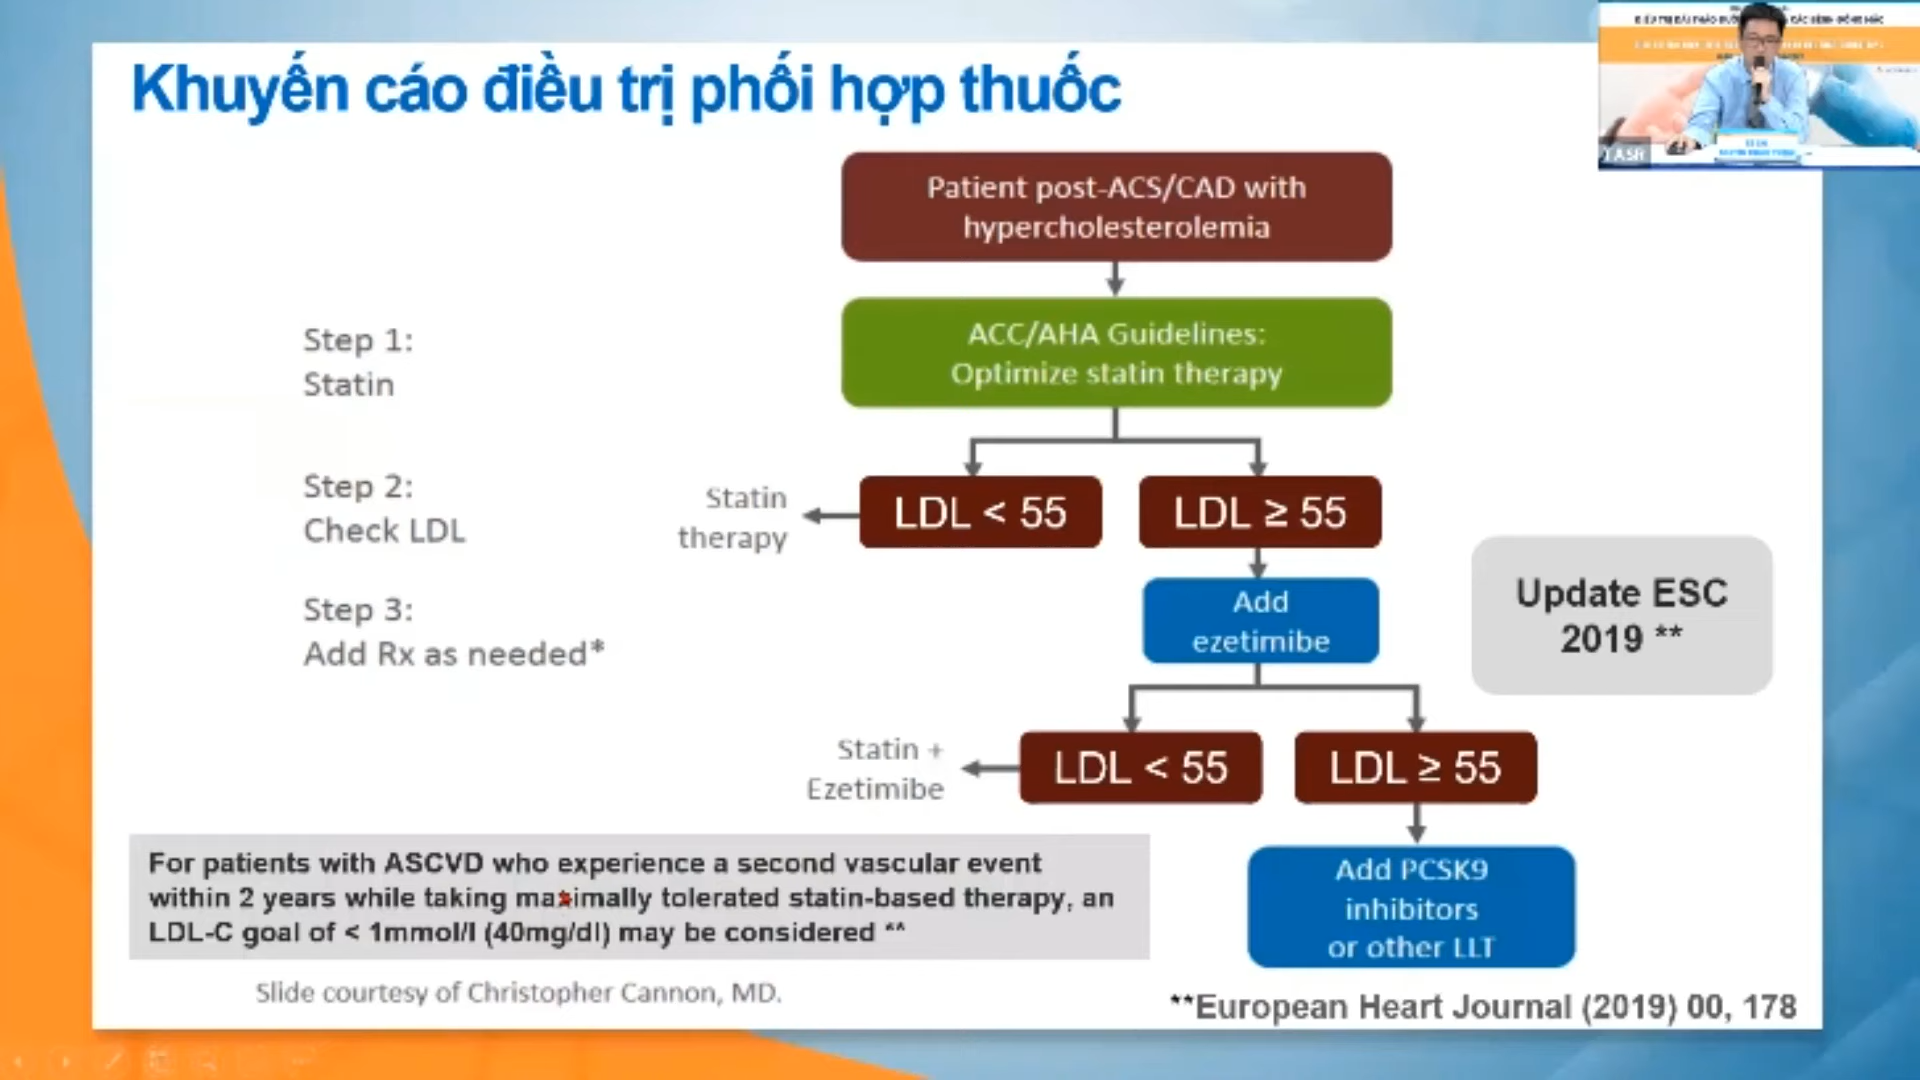 Khuyến cáo điều trị phối hợp thuốc
Patient post-ACS/CAD with
hypercholesterolemia
Step 1:
Statin
ACC/AHA Guidelines:
Optimize statin therapy
Step 2:
Check LDL
Statin
therapy
LDL < 55
LDL ≥ 55
Step 3:
Add Rx as needed*
Add
ezetimibe
Update ESC
2019 **
Statin +
Ezetimibe
LDL < 55
LDL ≥ 55
Add PCSK9
inhibitors
or other LLT
For patients with ASCVD who experience a second vascular event
within 2 years while taking maximally tolerated statin-based therapy, an
LDL-C goal of < 1mmol/l (40mg/dl) may be considered **
Slide courtesy of Christopher Cannon, MD.
**European Heart Journal (2019) 00, 178